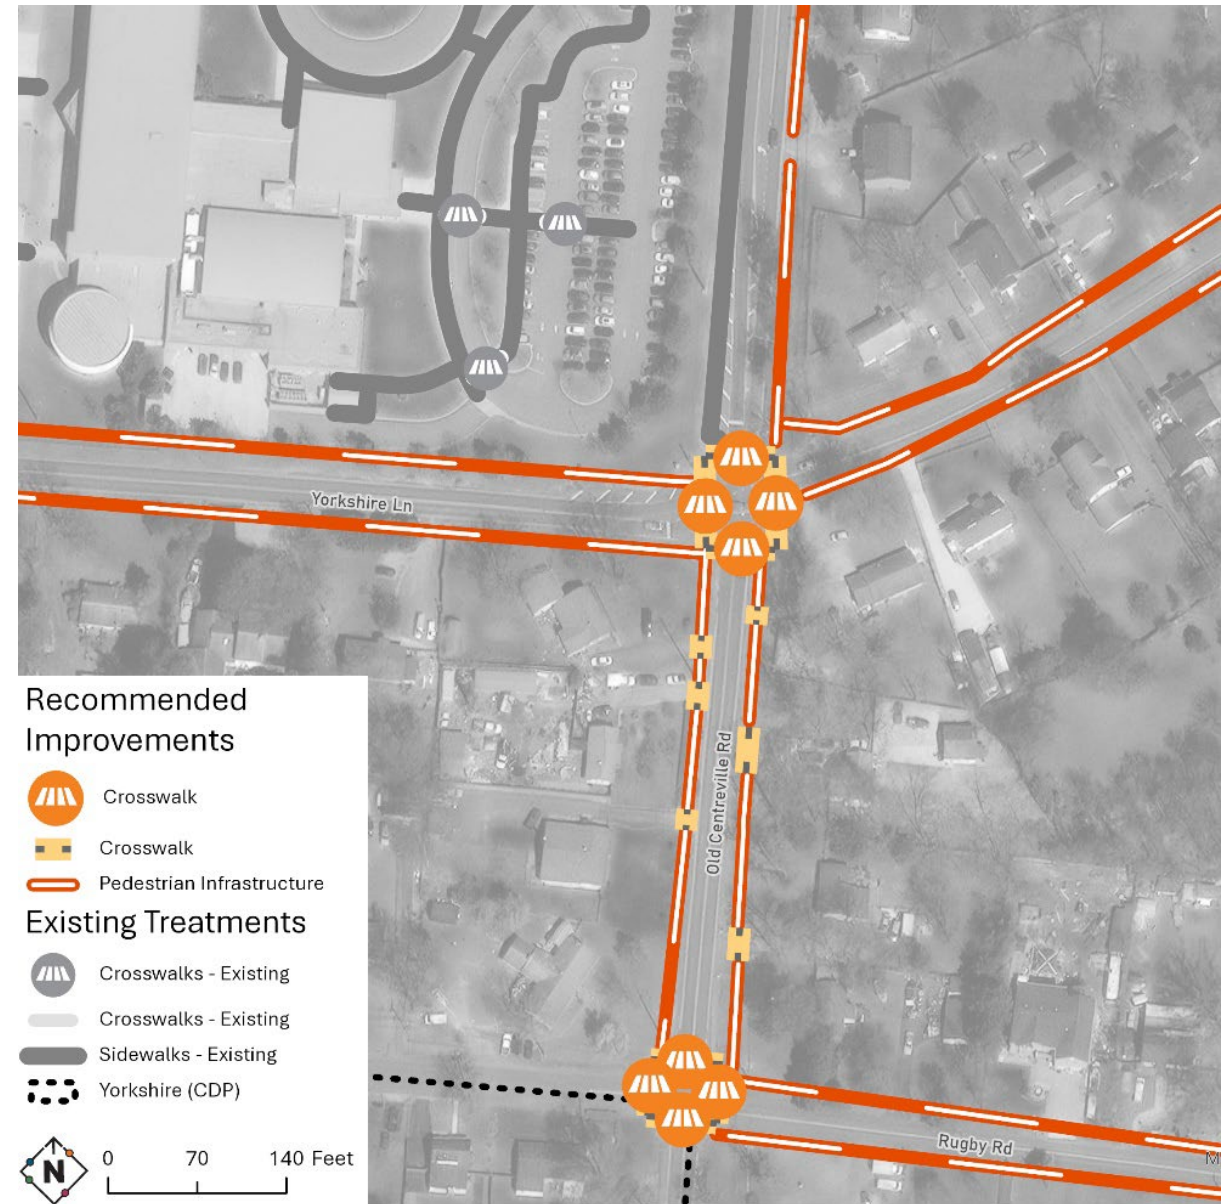 Yorkshire Ln
Old Centreville Rd
Rugby Rd
M
Recommended
Improvements
Crosswalk
Crosswalk
Pedestrian Infrastructure
Existing Treatments
Crosswalks - Existing
Crosswalks - Existing
Sidewalks - Existing
Yorkshire (CDP)
N
0 70 140 Feet